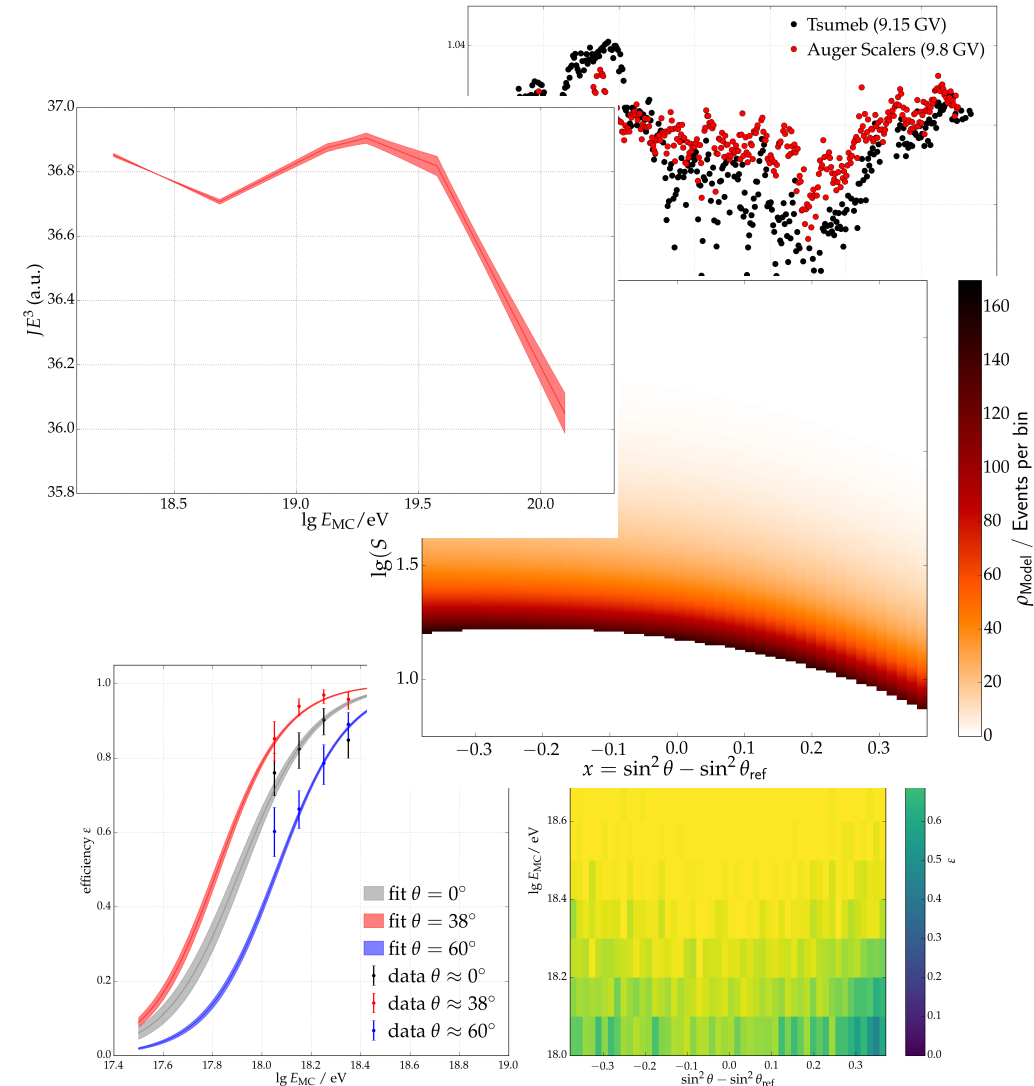 Tsumeb (9.15 GV)
Auger Scalers (9.8 GV)
1.04
37.0
36.8
36.6
36.4
36.2
36.0
35.8
JE³ (a.u.)
18.5 19.0 19.5 20.0
lg E_MC/eV
lg(S
1.5
1.0
−0.3 −0.2 −0.1 0.0 0.1 0.2 0.3
x = sin² θ − sin² θ_ref
160
140
120
100
80
60
40
20
0
ρ_Model / Events per bin
1.0
0.8
0.6
0.4
0.2
0.0
efficiency ε
fit θ = 0°
fit θ = 38°
fit θ = 60°
data θ ≈ 0°
data θ ≈ 38°
data θ ≈ 60°
17.4 17.6 17.8 18.0 18.2 18.4 18.6 18.8 19.0
lg E_MC / eV
18.6
18.4
18.2
18.0
lg E_MC / eV
−0.3 −0.2 −0.1 0.0 0.1 0.2 0.3
sin² θ − sin² θ_ref
0.6
0.5
0.4
0.3
0.2
0.1
0.0
ε